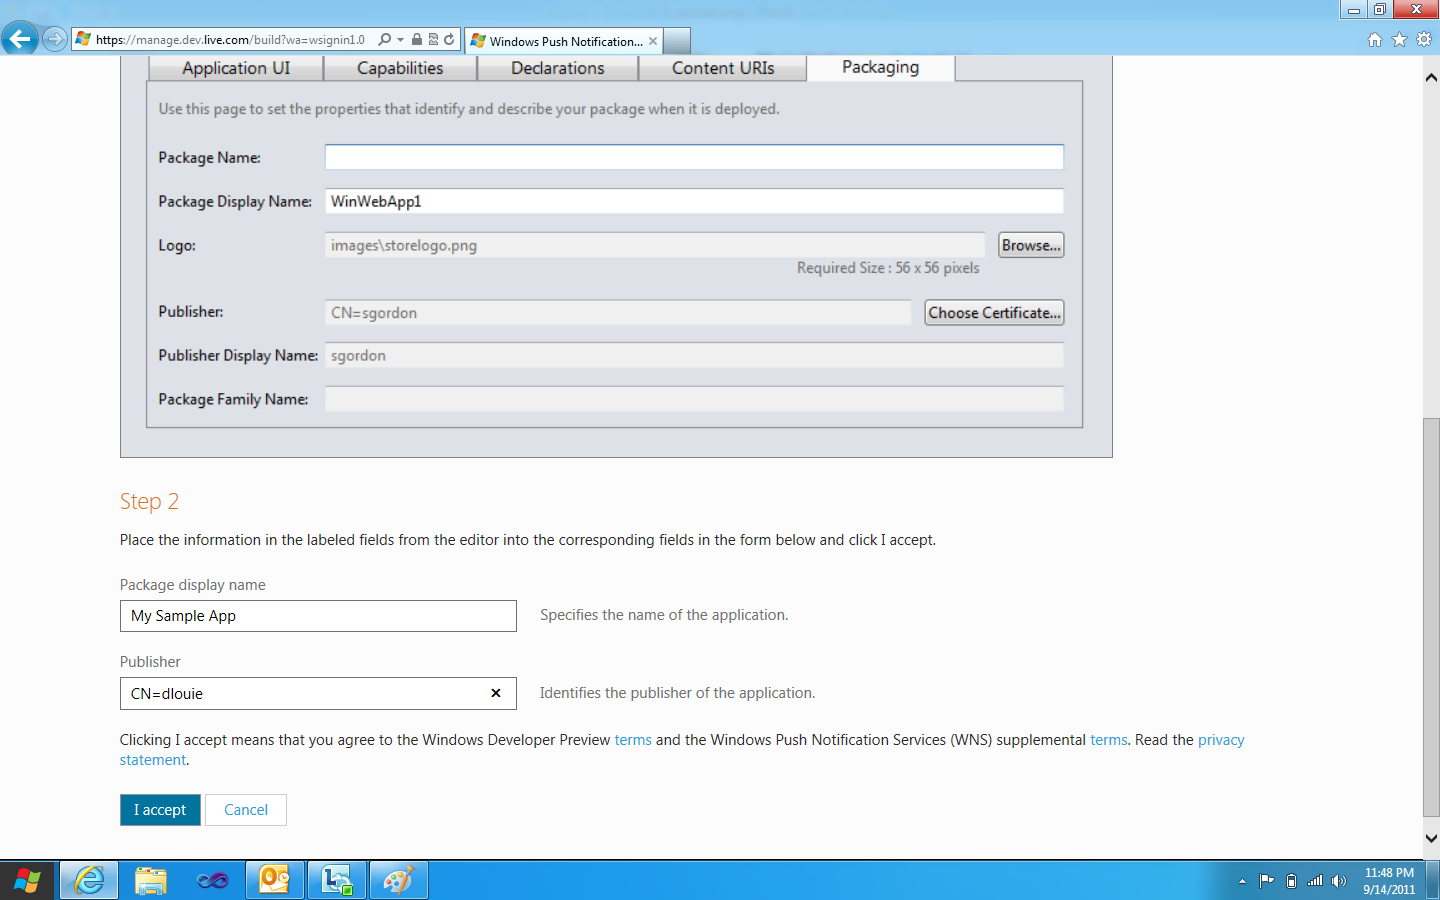 https://manage.dev.live.com/build?wa=wsignin1.0
Windows Push Notification...
Application UI
Capabilities
Declarations
Content URIs
Packaging
Use this page to set the properties that identify and describe your package when it is deployed.
Package Name:
Package Display Name: WinWebApp1
Logo: images\storelogo.png Browse...
Required Size : 56 x 56 pixels
Publisher: CN=sgordon Choose Certificate...
Publisher Display Name: sgordon
Package Family Name:
Step 2
Place the information in the labeled fields from the editor into the corresponding fields in the form below and click I accept.
Package display name
My Sample App Specifies the name of the application.
Publisher
CN=dlouie Identifies the publisher of the application.
Clicking I accept means that you agree to the Windows Developer Preview terms and the Windows Push Notification Services (WNS) supplemental terms. Read the privacy
statement.
I accept Cancel
11:48 PM
9/14/2011